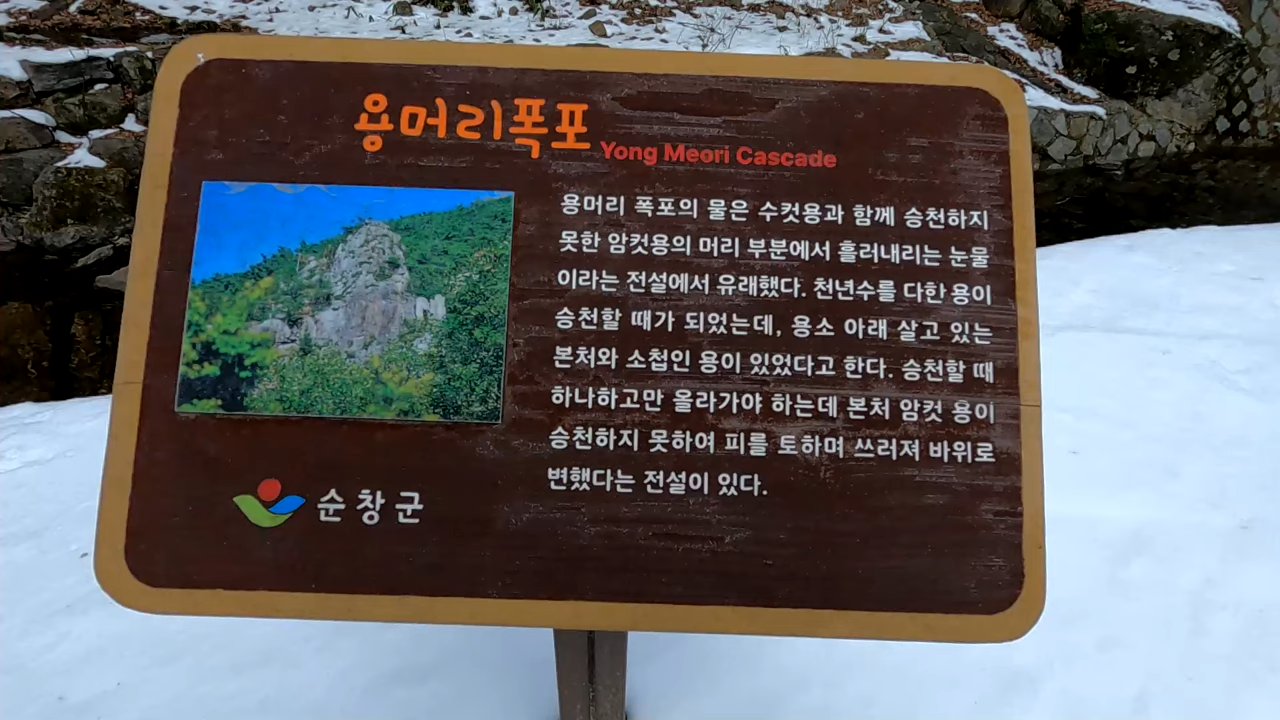 용머리폭포
Yong Meori Cascade
용머리 폭포의 물은 수컷용과 함께 승천하지
못한 암컷용의 머리 부분에서 흘러내리는 눈물
이라는 전설에서 유래했다. 천년수를 다한 용이
승천할 때가 되었는데, 용소 아래 살고 있는
본처와 소첩인 용이 있었다고 한다. 승천할 때
하나하고만 올라가야 하는데 본처 암컷 용이
승천하지 못하여 피를 토하며 쓰러져 바위로
변했다는 전설이 있다.
순창군